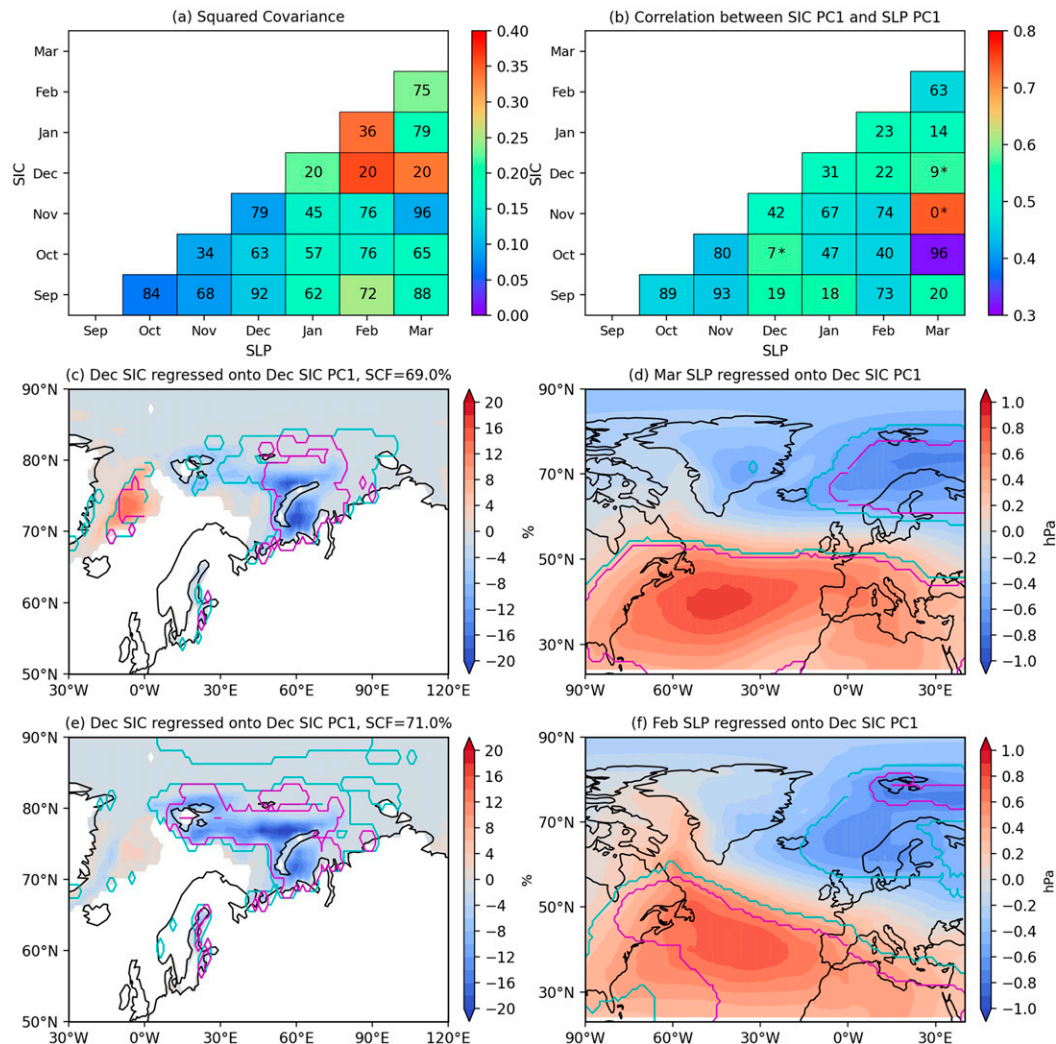 (a) Squared Covariance
(b) Correlation between SIC PC1 and SLP PC1
Mar
Feb 75
Jan 36 79
Dec 20 20 20
Nov 79 45 76 96
Oct 34 63 57 76 65
Sep 84 68 92 62 72 88
Sep Oct Nov Dec Jan Feb Mar
SLP
SIC
0.40
0.35
0.30
0.25
0.20
0.15
0.10
0.05
0.00
SIC
Mar
Feb 63
Jan 23 14
Dec 31 22 9*
Nov 42 67 74 0*
Oct 80 7* 47 40 96
Sep 89 93 19 18 73 20
Sep Oct Nov Dec Jan Feb Mar
SLP
0.8
0.7
0.6
0.5
0.4
0.3
(c) Dec SIC regressed onto Dec SIC PC1, SCF=69.0%
90°N
80°N
70°N
60°N
50°N
30°W 0°W 30°E 60°E 90°E 120°E
20
16
12
8
4
0
−4
−8
−12
−16
−20
%
(d) Mar SLP regressed onto Dec SIC PC1
90°N
70°N
50°N
30°N
90°W 60°W 30°W 0°W 30°E
1.0
0.8
0.6
0.4
0.2
0.0
−0.2
−0.4
−0.6
−0.8
−1.0
hPa
(e) Dec SIC regressed onto Dec SIC PC1, SCF=71.0%
90°N
80°N
70°N
60°N
50°N
30°W 0°W 30°E 60°E 90°E 120°E
20
16
12
8
4
0
−4
−8
−12
−16
−20
%
(f) Feb SLP regressed onto Dec SIC PC1
90°N
70°N
50°N
30°N
90°W 60°W 30°W 0°W 30°E
1.0
0.8
0.6
0.4
0.2
0.0
−0.2
−0.4
−0.6
−0.8
−1.0
hPa